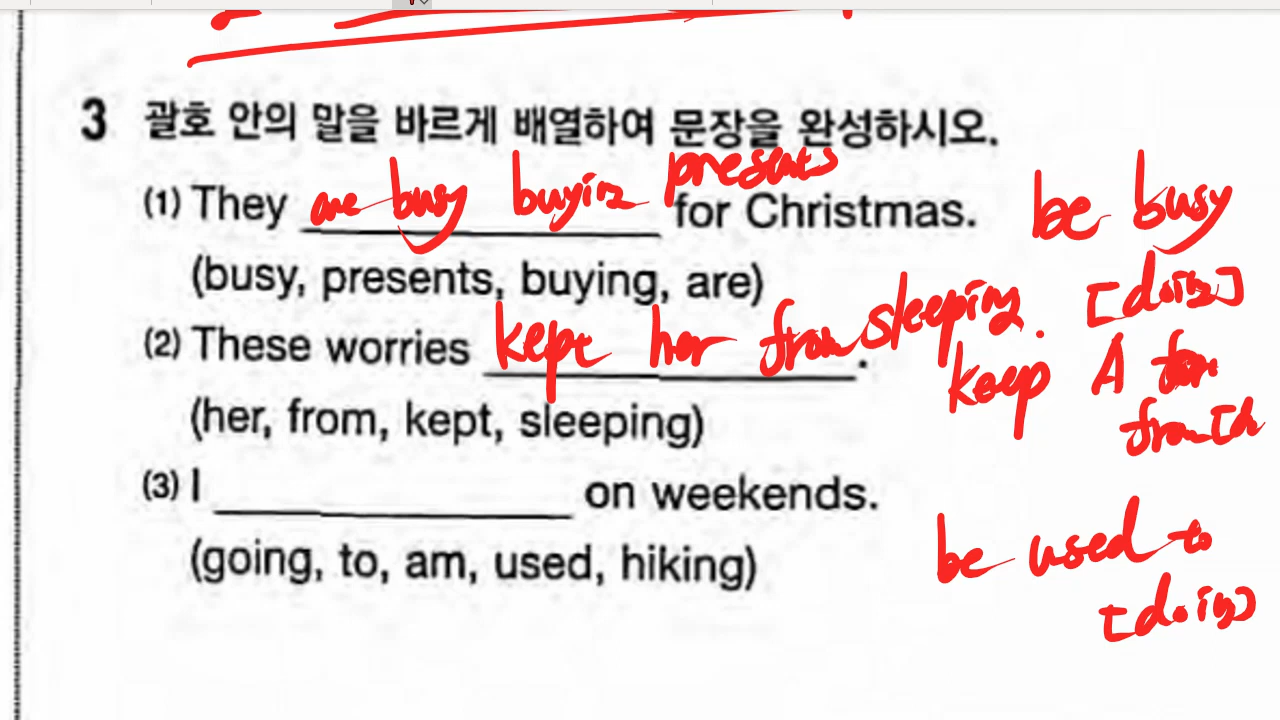 3 괄호 안의 말을 바르게 배열하여 문장을 완성하시오.
(1) They are busy buying presents for Christmas.
be busy
(busy, presents, buying, are)
[doing]
(2) These worries kept her from sleeping.
keep A
from
(her, from, kept, sleeping)
(3) I on weekends.
(going, to, am, used, hiking)
be used to
[doing]